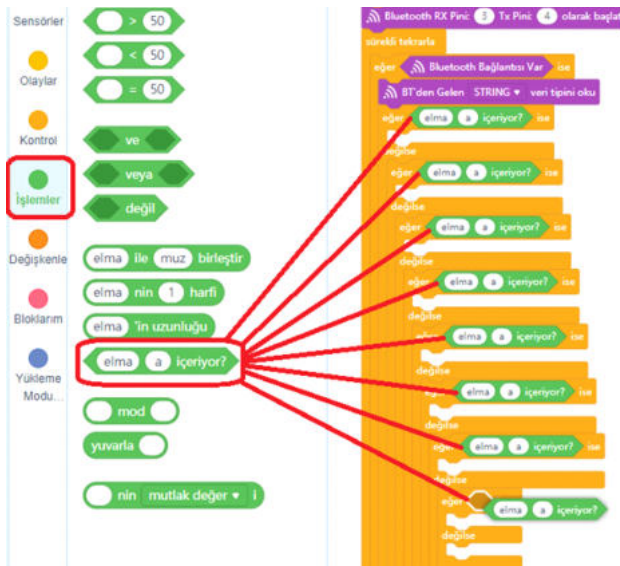 Sensörler
Olaylar
Kontrol
İşlemler
Değişkenle
Bloklarım
Yükleme
Modu...
> 50
< 50
= 50
ve
veya
değil
elma ile muz birleştir
elma nin 1 harfi
elma 'in uzunluğu
elma a içeriyor?
mod
yuvarla
nin mutlak değer ▾ i
Bluetooth RX Pini: 3 Tx Pini: 4 olarak başlat
sürekli tekrarla
eğer Bluetooth Bağlantısı Var ise
BT'den Gelen STRING ▾ veri tipini oku
eğer elma a içeriyor? ise
değilse
eğer elma a içeriyor? ise
değilse
eğer elma a içeriyor? ise
değilse
eğer elma a içeriyor? ise
değilse
eğer elma a içeriyor? ise
değilse
eğer elma a içeriyor? ise
değilse
eğer elma a içeriyor? ise
değilse
eğer elma a içeriyor?
değilse